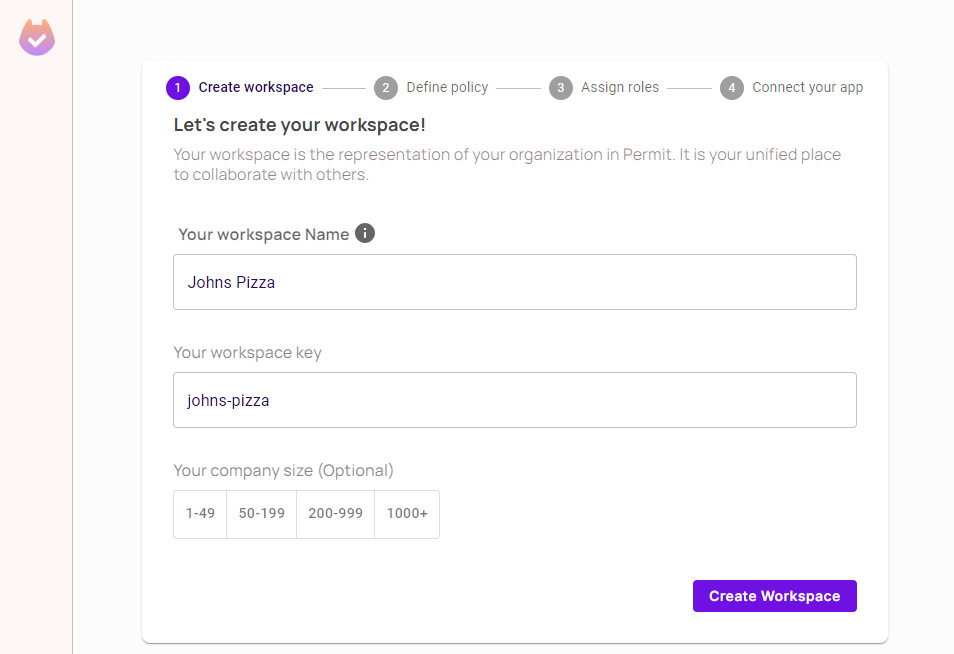 1 Create workspace 2 Define policy 3 Assign roles 4 Connect your app
Let's create your workspace!
Your workspace is the representation of your organization in Permit. It is your unified place
to collaborate with others.
Your workspace Name i
Johns Pizza
Your workspace key
johns-pizza
Your company size (Optional)
1-49 50-199 200-999 1000+
Create Workspace